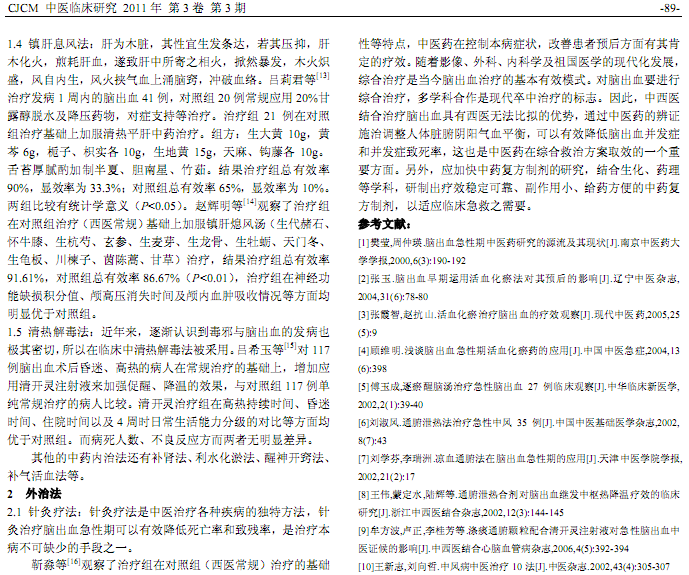 CJCM 中医临床研究 2011 年 第 3 卷 第 3 期
-89-
1.4 镇肝息风法：肝为木脏，其性宜生发条达，若其压抑，肝
木化火，煎耗肝血，遂致肝中所寄之相火，掀然暴发，木火炽
盛，风自内生，风火挟气血上涌脑窍，冲破血络。吕莉君等[13]
治疗发病 1 周内的脑出血 41 例，对照组 20 例常规应用 20%甘
露醇脱水及降压药物，对症支持等治疗。治疗组 21 例在对照
组治疗基础上加服清热平肝中药治疗。组方：生大黄 10g，黄
芩 6g，栀子、枳实各 10g，生地黄 15g，天麻、钩藤各 10g。
舌苔厚腻酌加制半夏、胆南星、竹茹。结果治疗组总有效率
90%，显效率为 33.3%；对照组总有效率 65%，显效率为 10%。
两组比较有统计学意义（P<0.05）。赵辉明等[14]观察了治疗组
在对照组治疗（西医常规）基础上加服镇肝熄风汤（生代赭石、
怀牛膝、生杭芍、玄参、生麦芽、生龙骨、生牡蛎、天门冬、
生龟板、川楝子、茵陈蒿、甘草）治疗，结果治疗组总有效率
91.61%，对照组总有效率 86.67%（P<0.01），治疗组在神经功
能缺损积分值、颅高压消失时间及颅内血肿吸收情况等方面均
明显优于对照组。
1.5 清热解毒法：近年来，逐渐认识到毒邪与脑出血的发病也
极其密切，所以在临床中清热解毒法被采用。吕希玉等[15]对 117
例脑出血术后昏迷、高热的病人在常规治疗的基础上，增加应
用清开灵注射液来加强促醒、降温的效果，与对照组 117 例单
纯常规治疗的病人比较。清开灵治疗组在高热持续时间、昏迷
时间、住院时间以及 4 周时日常生活能力分级的对比等方面均
优于对照组。而病死人数、不良反应方而两者无明显差异。
其他的中药内治法还有补肾法、利水化淤法、醒神开窍法、
补气活血法等。
2 外治法
2.1 针灸疗法：针灸疗法是中医治疗各种疾病的独特方法，针
灸治疗脑出血急性期可以有效降低死亡率和致残率，是治疗本
病不可缺少的手段之一。
靳淼等[16]观察了治疗组在对照组（西医常规）治疗的基础
性等特点，中医药在控制本病症状，改善患者预后方面有其肯
定的疗效。随着影像、外科、内科学及祖国医学的现代化发展，
综合治疗是当今脑出血治疗的基本有效模式。对脑出血要进行
综合治疗，多学科合作是现代卒中治疗的标志。因此，中西医
结合治疗脑出血具有西医无法比拟的优势，通过中医药的辨证
施治调整人体脏腑阴阳气血平衡，可以有效降低脑出血并发症
和并发症致死率，这也是中医药在综合救治方案取效的一个重
要方面。另外，应加快中药复方制剂的研究，结合生化、药理
等学科，研制出疗效稳定可靠、副作用小、给药方便的中药复
方制剂，以适应临床急救之需要。
参考文献：
[1]樊蓥,周仲瑛.脑出血急性期中医药研究的源流及其现状[J].南京中医药大
学学报,2000,6(3):190-192
[2]张玉.脑出血早期运用活血化瘀法对其预后的影响[J].辽宁中医杂志,
2004,31(6):78-80
[3]张霞智,赵抗山.活血化瘀治疗脑出血的疗效观察[J].现代中医药,2005,25
(5):9
[4]顾维明.浅谈脑出血急性期活血化瘀药的应用[J].中国中医急症,2004,13
(6):398
[5]傅玉成,逐瘀醒脑汤治疗急性脑出血 27 例临床观察[J].中华临床新医学,
2002,2(1):39-40
[6]刘淑凤.通腑泄热法治疗急性中风 35 例[J].中国中医基础医学杂志,2002,
8(7):43
[7]刘学芬,李瑞洲.凉血通腑法在脑出血急性期的应用[J].天津中医学院学报,
2002,21(2):17
[8]王伟,蒙定水,陆晖等.通腑泄热合剂对脑出血继发中枢热降温疗效的临床
研究[J].浙江中西医结合杂志,2002,12(3):144-145
[9]牟方波,卢正,李桂芳等.涤痰通腑颗粒配合清开灵注射液对急性脑出血中
医证候的影响[J].中西医结合心脑血管病杂志,2006,4(5):392-394
[10]王新志,刘向哲.中风病中医治疗 10 法[J].中医杂志.2002,43(4):305-307